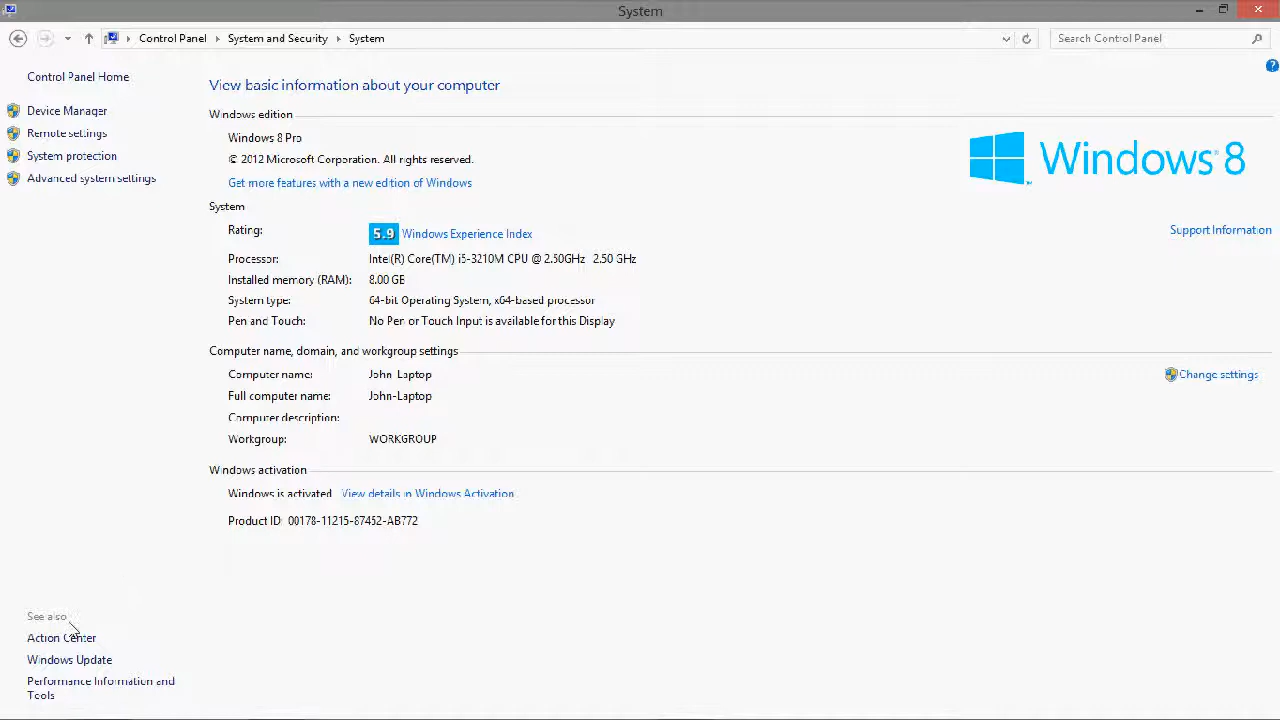 System
Control Panel System and Security System
Search Control Panel
Control Panel Home
Device Manager
Remote settings
System protection
Advanced system settings
View basic information about your computer
Windows edition
Windows 8 Pro
© 2012 Microsoft Corporation. All rights reserved.
Get more features with a new edition of Windows
Windows 8
System
Rating: 5.9 Windows Experience Index
Support Information
Processor: Intel(R) Core(TM) i5-3210M CPU @ 2.50GHz 2.50 GHz
Installed memory (RAM): 8.00 GB
System type: 64-bit Operating System, x64-based processor
Pen and Touch: No Pen or Touch Input is available for this Display
Computer name, domain, and workgroup settings
Computer name: John-Laptop
Change settings
Full computer name: John-Laptop
Computer description:
Workgroup: WORKGROUP
Windows activation
Windows is activated View details in Windows Activation
Product ID: 00178-11215-87452-AB772
See also
Action Center
Windows Update
Performance Information and
Tools